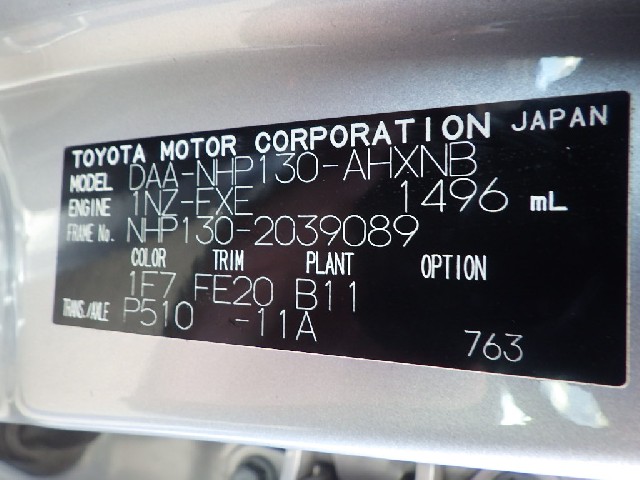 TOYOTA MOTOR CORPORATION JAPAN
MODEL DAA-NHP130-AHXNB
ENGINE 1NZ-EXE 1496 mL
FRAME No. NHP130-2039089
COLOR TRIM PLANT OPTION
1F7 FE20 B11
TRANS./AXLE P510 -11A
763